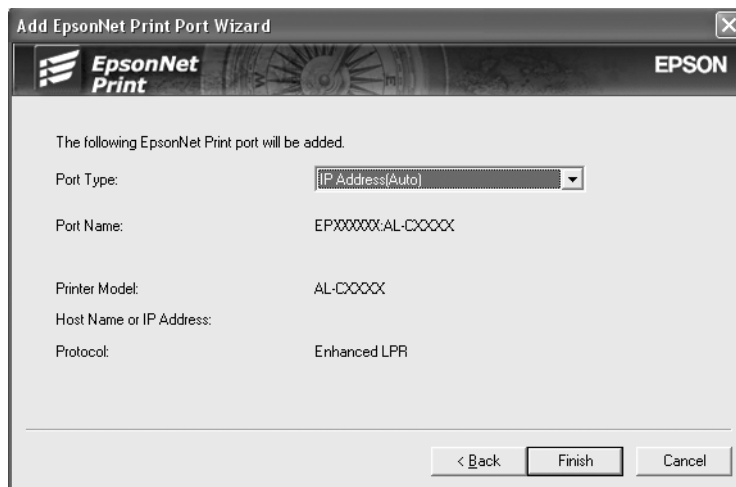 Add EpsonNet Print Port Wizard
EpsonNet
Print
EPSON
The following EpsonNet Print port will be added.
Port Type: IP Address(Auto)
Port Name: EPXXXXXX:AL-CXXXX
Printer Model: AL-CXXXX
Host Name or IP Address:
Protocol: Enhanced LPR
< Back Finish Cancel